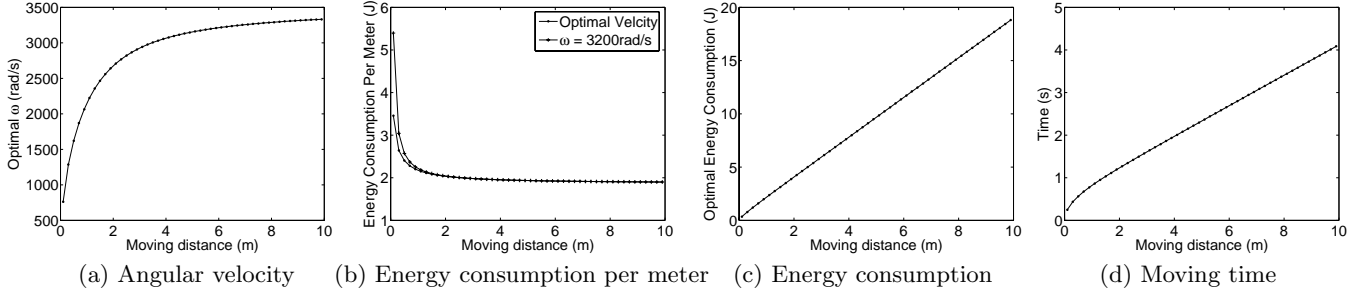 3500
3000
2500
2000
1500
1000
500
0 2 4 6 8 10
Optimal ω (rad/s)
Moving distance (m)
(a) Angular velocity
6
5
4
3
2
1
0 2 4 6 8 10
Energy Consumption Per Meter (J)
Optimal Velcity
ω = 3200rad/s
Moving distance (m)
(b) Energy consumption per meter
20
15
10
5
0
0 2 4 6 8 10
Optimal Energy Consumption (J)
Moving distance (m)
(c) Energy consumption
5
4
3
2
1
0
0 2 4 6 8 10
Time (s)
Moving distance (m)
(d) Moving time